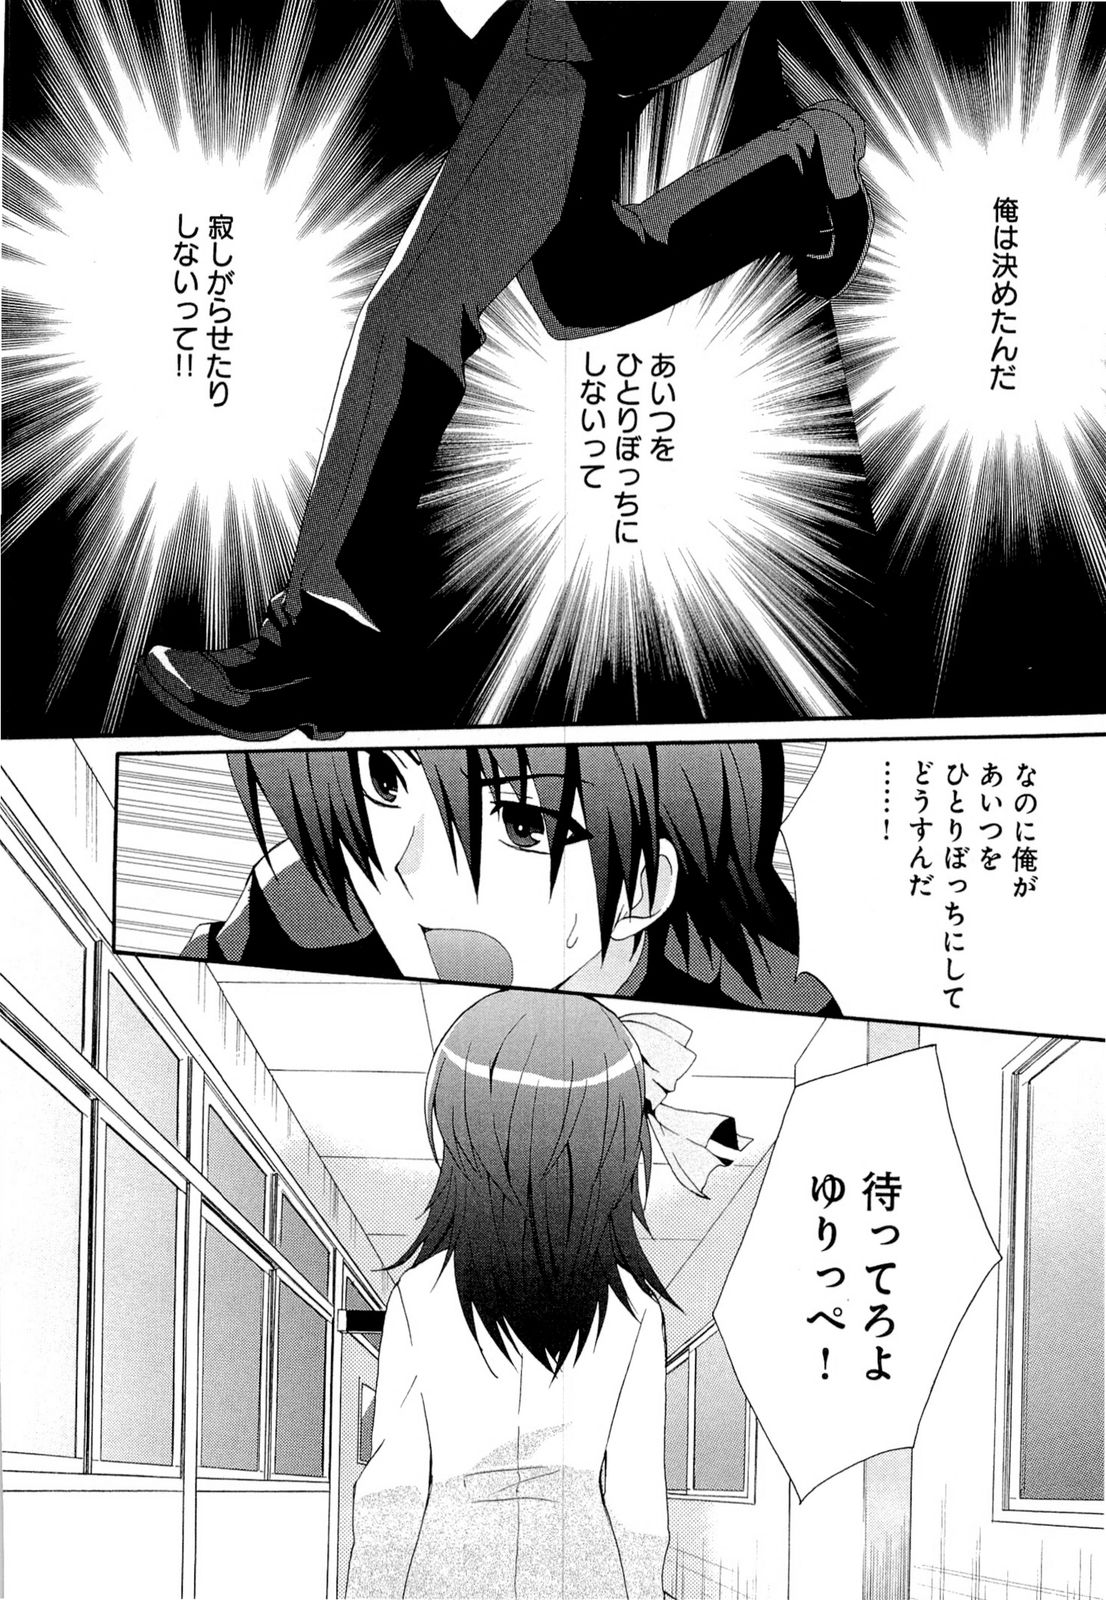 俺は決めたんだ
あいつを
ひとりぼっちに
しないって
寂しがらせたり
しないって!!
なのに俺が
あいつを
ひとりぼっちにして
どうすんだ
……!
待ってろよ
ゆりっぺ!